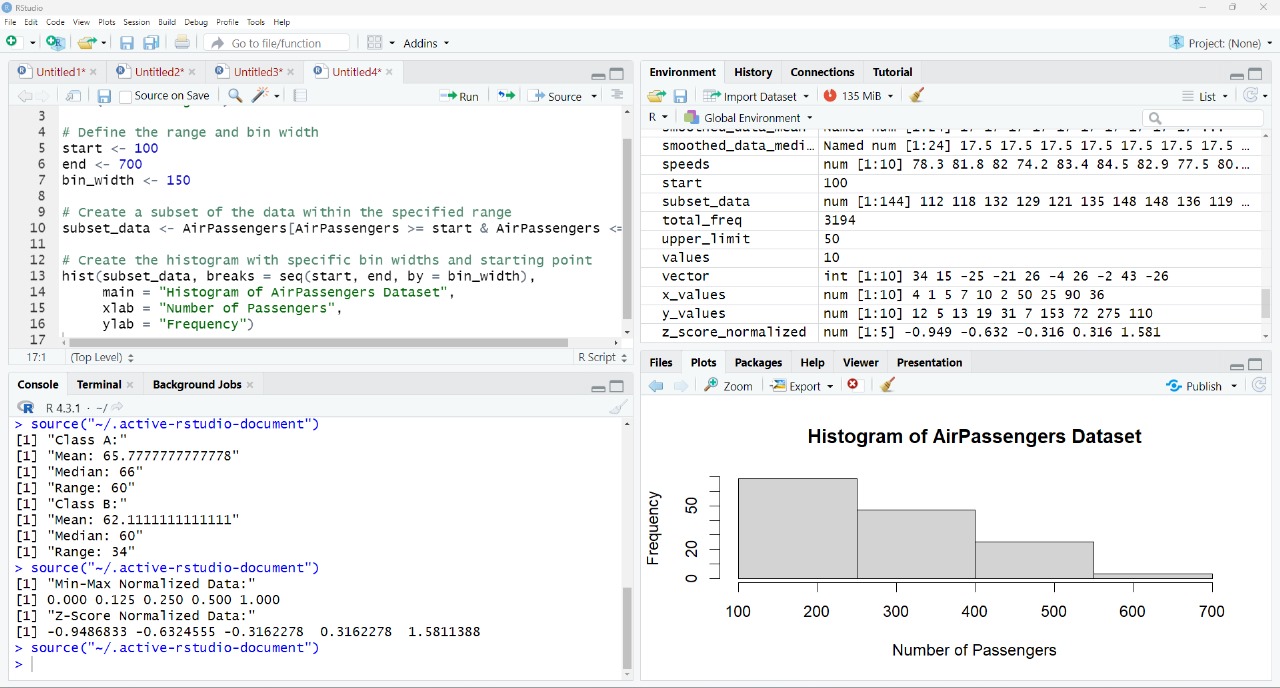 RStudio
File Edit Code View Plots Session Build Debug Profile Tools Help
Go to file/function Addins Project: (None)
Untitled1* Untitled2* Untitled3* Untitled4*
Source on Save Run Source
3
4 # Define the range and bin width
5 start <- 100
6 end <- 700
7 bin_width <- 150
8
9 # Create a subset of the data within the specified range
10 subset_data <- AirPassengers[AirPassengers >= start & AirPassengers <=
11
12 # Create the histogram with specific bin widths and starting point
13 hist(subset_data, breaks = seq(start, end, by = bin_width),
14 main = "Histogram of AirPassengers Dataset",
15 xlab = "Number of Passengers",
16 ylab = "Frequency")
17
17:1 (Top Level) R Script
Console Terminal Background Jobs
R 4.3.1 · ~/
> source("~/.active-rstudio-document")
[1] "Class A:"
[1] "Mean: 65.7777777777778"
[1] "Median: 66"
[1] "Range: 60"
[1] "Class B:"
[1] "Mean: 62.1111111111111"
[1] "Median: 60"
[1] "Range: 34"
> source("~/.active-rstudio-document")
[1] "Min-Max Normalized Data:"
[1] 0.000 0.125 0.250 0.500 1.000
[1] "Z-Score Normalized Data:"
[1] -0.9486833 -0.6324555 -0.3162278 0.3162278 1.5811388
> source("~/.active-rstudio-document")
>
Environment History Connections Tutorial
Import Dataset 135 MiB List
R Global Environment
smoothed_data_mean Named num [1:24] 17 17 17 17 17 17 17 17 17 17 ...
smoothed_data_medi… Named num [1:24] 17.5 17.5 17.5 17.5 17.5 17.5 17.5 …
speeds num [1:10] 78.3 81.8 82 74.2 83.4 84.5 82.9 77.5 80.…
start 100
subset_data num [1:144] 112 118 132 129 121 135 148 148 136 119 …
total_freq 3194
upper_limit 50
values 10
vector int [1:10] 34 15 -25 -21 26 -4 26 -2 43 -26
x_values num [1:10] 4 1 5 7 10 2 50 25 90 36
y_values num [1:10] 12 5 13 19 31 7 153 72 275 110
z_score_normalized num [1:5] -0.949 -0.632 -0.316 0.316 1.581
Files Plots Packages Help Viewer Presentation
Zoom Export Publish
Histogram of AirPassengers Dataset
Frequency
50
20
0
100 200 300 400 500 600 700
Number of Passengers